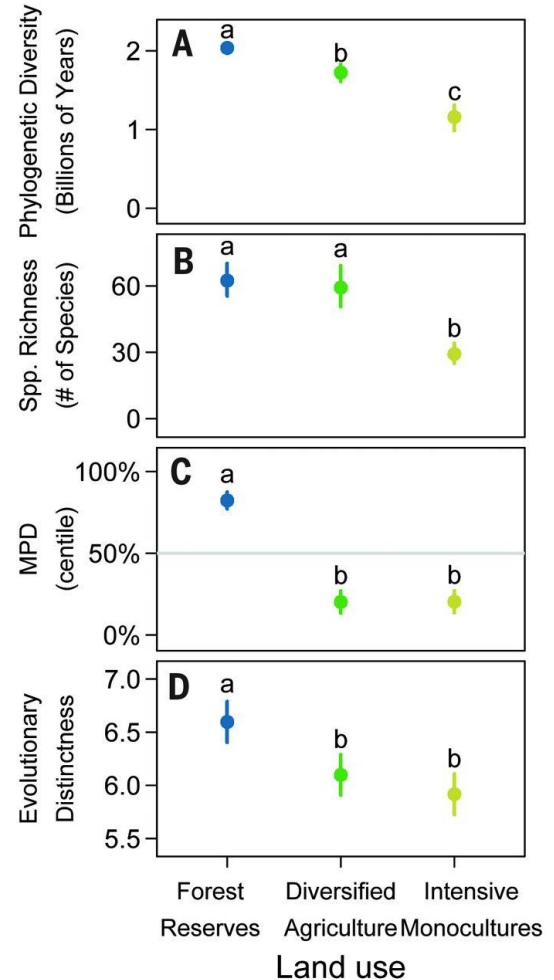 Phylogenetic Diversity
(Billions of Years)
2
1
0
A
a
b
c
Spp. Richness
(# of Species)
60
30
0
B
a
a
b
MPD
(centile)
100%
50%
0%
C
a
b
b
Evolutionary
Distinctness
7.0
6.5
6.0
5.5
D
a
b
b
Forest
Reserves
Diversified
Agriculture
Intensive
Monocultures
Land use